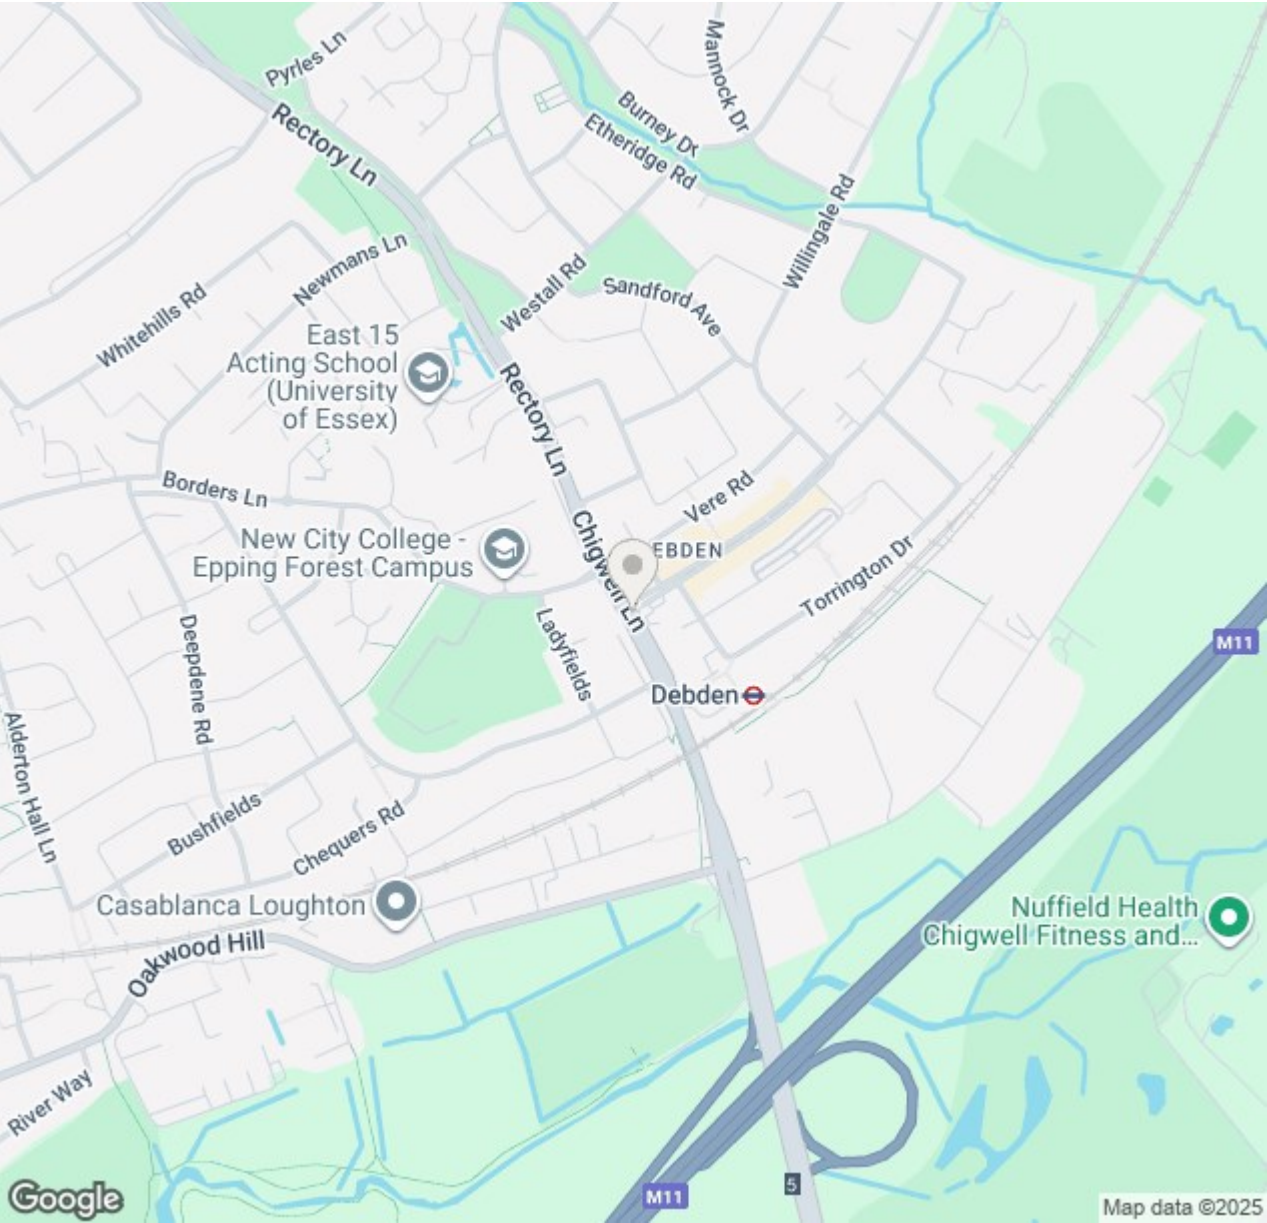 Pyrles Ln
Mannock Dr
Burney Dr
Etheridge Rd
Rectory Ln
Willingale Rd
Newmans Ln
Westall Rd
Sandford Ave
Whitehills Rd
East 15
Acting School
(University
of Essex)
Rectory Ln
Borders Ln
Vere Rd
New City College -
Epping Forest Campus
Chigwell Ln
EBDEN
Torrington Dr
Ladyfields
Deepdene Rd
M11
Debden
Alderton Hall Ln
Bushfields
Chequers Rd
Casablanca Loughton
Nuffield Health
Chigwell Fitness and...
Oakwood Hill
River Way
5
M11
Google
Map data ©2025